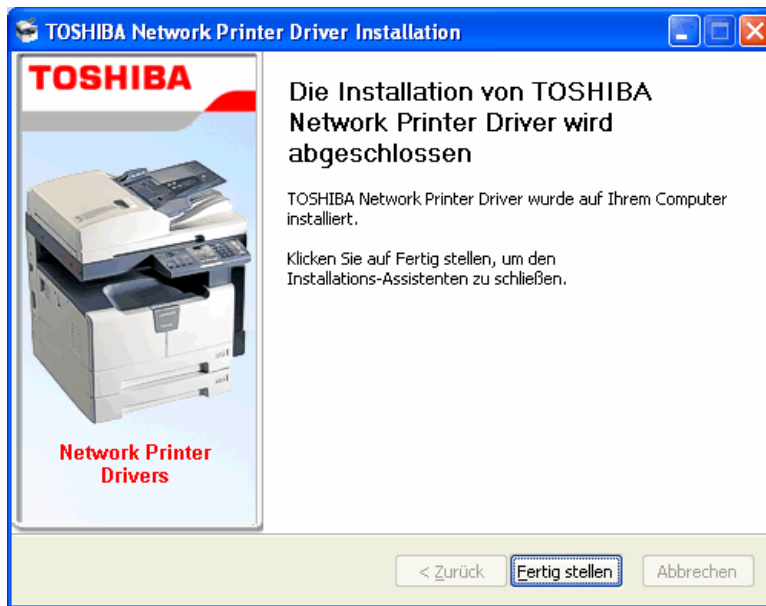 TOSHIBA Network Printer Driver Installation
TOSHIBA
Die Installation von TOSHIBA
Network Printer Driver wird
abgeschlossen
TOSHIBA Network Printer Driver wurde auf Ihrem Computer
installiert.
Klicken Sie auf Fertig stellen, um den
Installations-Assistenten zu schließen.
Network Printer
Drivers
< Zurück
Fertig stellen
Abbrechen